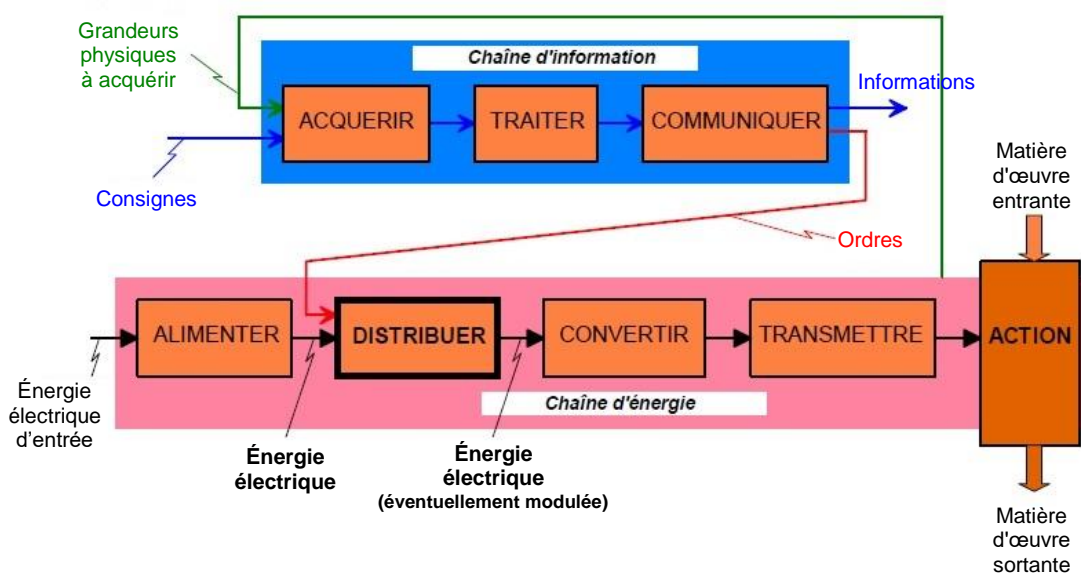 Grandeurs
physiques
à acquérir
Chaîne d'information
ACQUERIR
TRAITER
COMMUNIQUER
Informations
Consignes
Matière
d'œuvre
entrante
Ordres
ALIMENTER
DISTRIBUER
CONVERTIR
TRANSMETTRE
ACTION
Chaîne d'énergie
Énergie
électrique
d’entrée
Énergie
électrique
Énergie
électrique
(éventuellement modulée)
Matière
d'œuvre
sortante